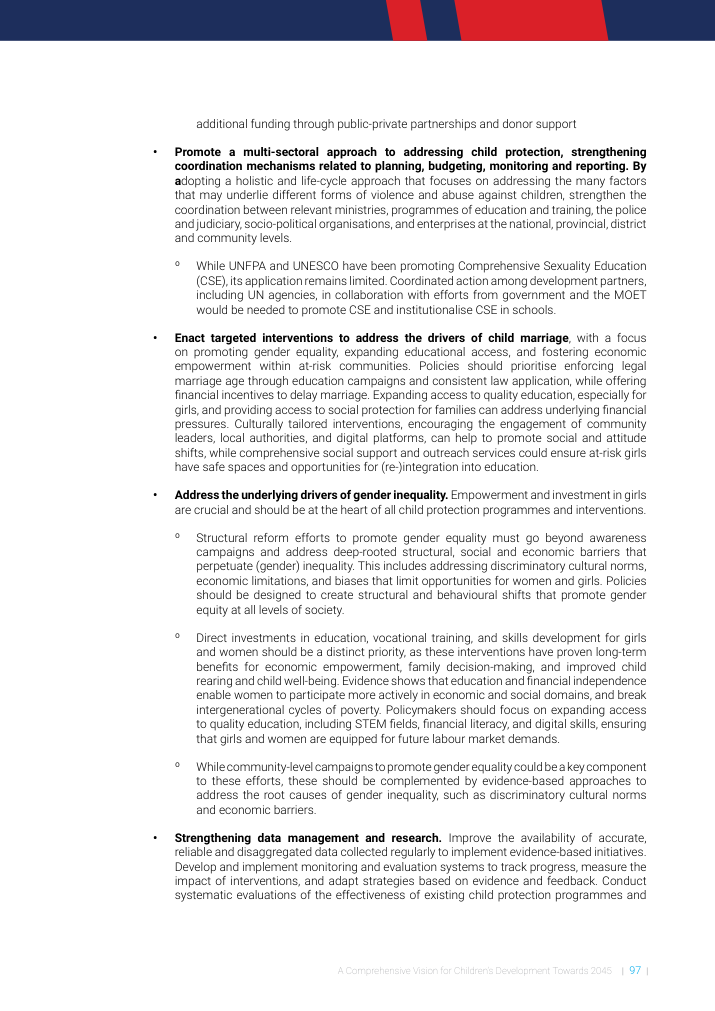 additional funding through public-private partnerships and donor support
• Promote a multi-sectoral approach to addressing child protection, strengthening
coordination mechanisms related to planning, budgeting, monitoring and reporting. By
adopting a holistic and life-cycle approach that focuses on addressing the many factors
that may underlie different forms of violence and abuse against children, strengthen the
coordination between relevant ministries, programmes of education and training, the police
and judiciary, socio-political organisations, and enterprises at the national, provincial, district
and community levels.
o While UNFPA and UNESCO have been promoting Comprehensive Sexuality Education
(CSE), its application remains limited. Coordinated action among development partners,
including UN agencies, in collaboration with efforts from government and the MOET
would be needed to promote CSE and institutionalise CSE in schools.
• Enact targeted interventions to address the drivers of child marriage, with a focus
on promoting gender equality, expanding educational access, and fostering economic
empowerment within at-risk communities. Policies should prioritise enforcing legal
marriage age through education campaigns and consistent law application, while offering
financial incentives to delay marriage. Expanding access to quality education, especially for
girls, and providing access to social protection for families can address underlying financial
pressures. Culturally tailored interventions, encouraging the engagement of community
leaders, local authorities, and digital platforms, can help to promote social and attitude
shifts, while comprehensive social support and outreach services could ensure at-risk girls
have safe spaces and opportunities for (re-)integration into education.
• Address the underlying drivers of gender inequality. Empowerment and investment in girls
are crucial and should be at the heart of all child protection programmes and interventions.
o Structural reform efforts to promote gender equality must go beyond awareness
campaigns and address deep-rooted structural, social and economic barriers that
perpetuate (gender) inequality. This includes addressing discriminatory cultural norms,
economic limitations, and biases that limit opportunities for women and girls. Policies
should be designed to create structural and behavioural shifts that promote gender
equity at all levels of society.
o Direct investments in education, vocational training, and skills development for girls
and women should be a distinct priority, as these interventions have proven long-term
benefits for economic empowerment, family decision-making, and improved child
rearing and child well-being. Evidence shows that education and financial independence
enable women to participate more actively in economic and social domains, and break
intergenerational cycles of poverty. Policymakers should focus on expanding access
to quality education, including STEM fields, financial literacy, and digital skills, ensuring
that girls and women are equipped for future labour market demands.
o While community-level campaigns to promote gender equality could be a key component
to these efforts, these should be complemented by evidence-based approaches to
address the root causes of gender inequality, such as discriminatory cultural norms
and economic barriers.
• Strengthening data management and research. Improve the availability of accurate,
reliable and disaggregated data collected regularly to implement evidence-based initiatives.
Develop and implement monitoring and evaluation systems to track progress, measure the
impact of interventions, and adapt strategies based on evidence and feedback. Conduct
systematic evaluations of the effectiveness of existing child protection programmes and
A Comprehensive Vision for Children's Development Towards 2045 | 97 |